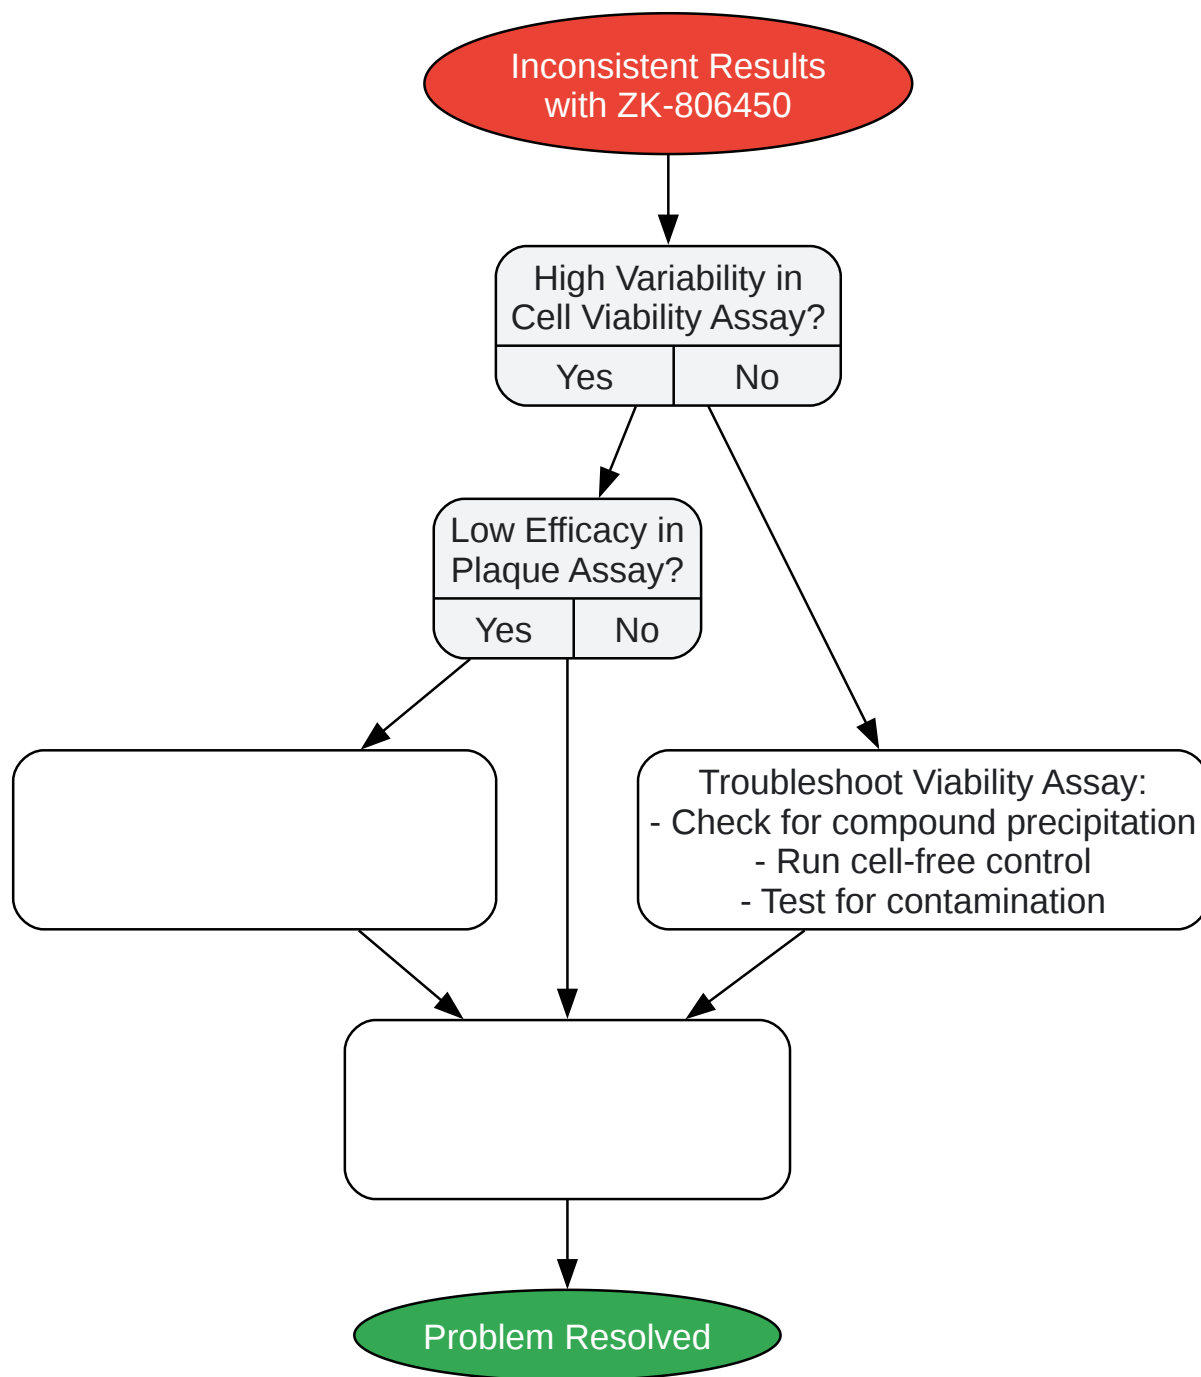 Inconsistent Results
with ZK-806450
High Variability in
Cell Viability Assay?
Yes No
Low Efficacy in
Plaque Assay?
Yes No
Troubleshoot Viability Assay:
- Check for compound precipitation
- Run cell-free control
- Test for contamination
Problem Resolved